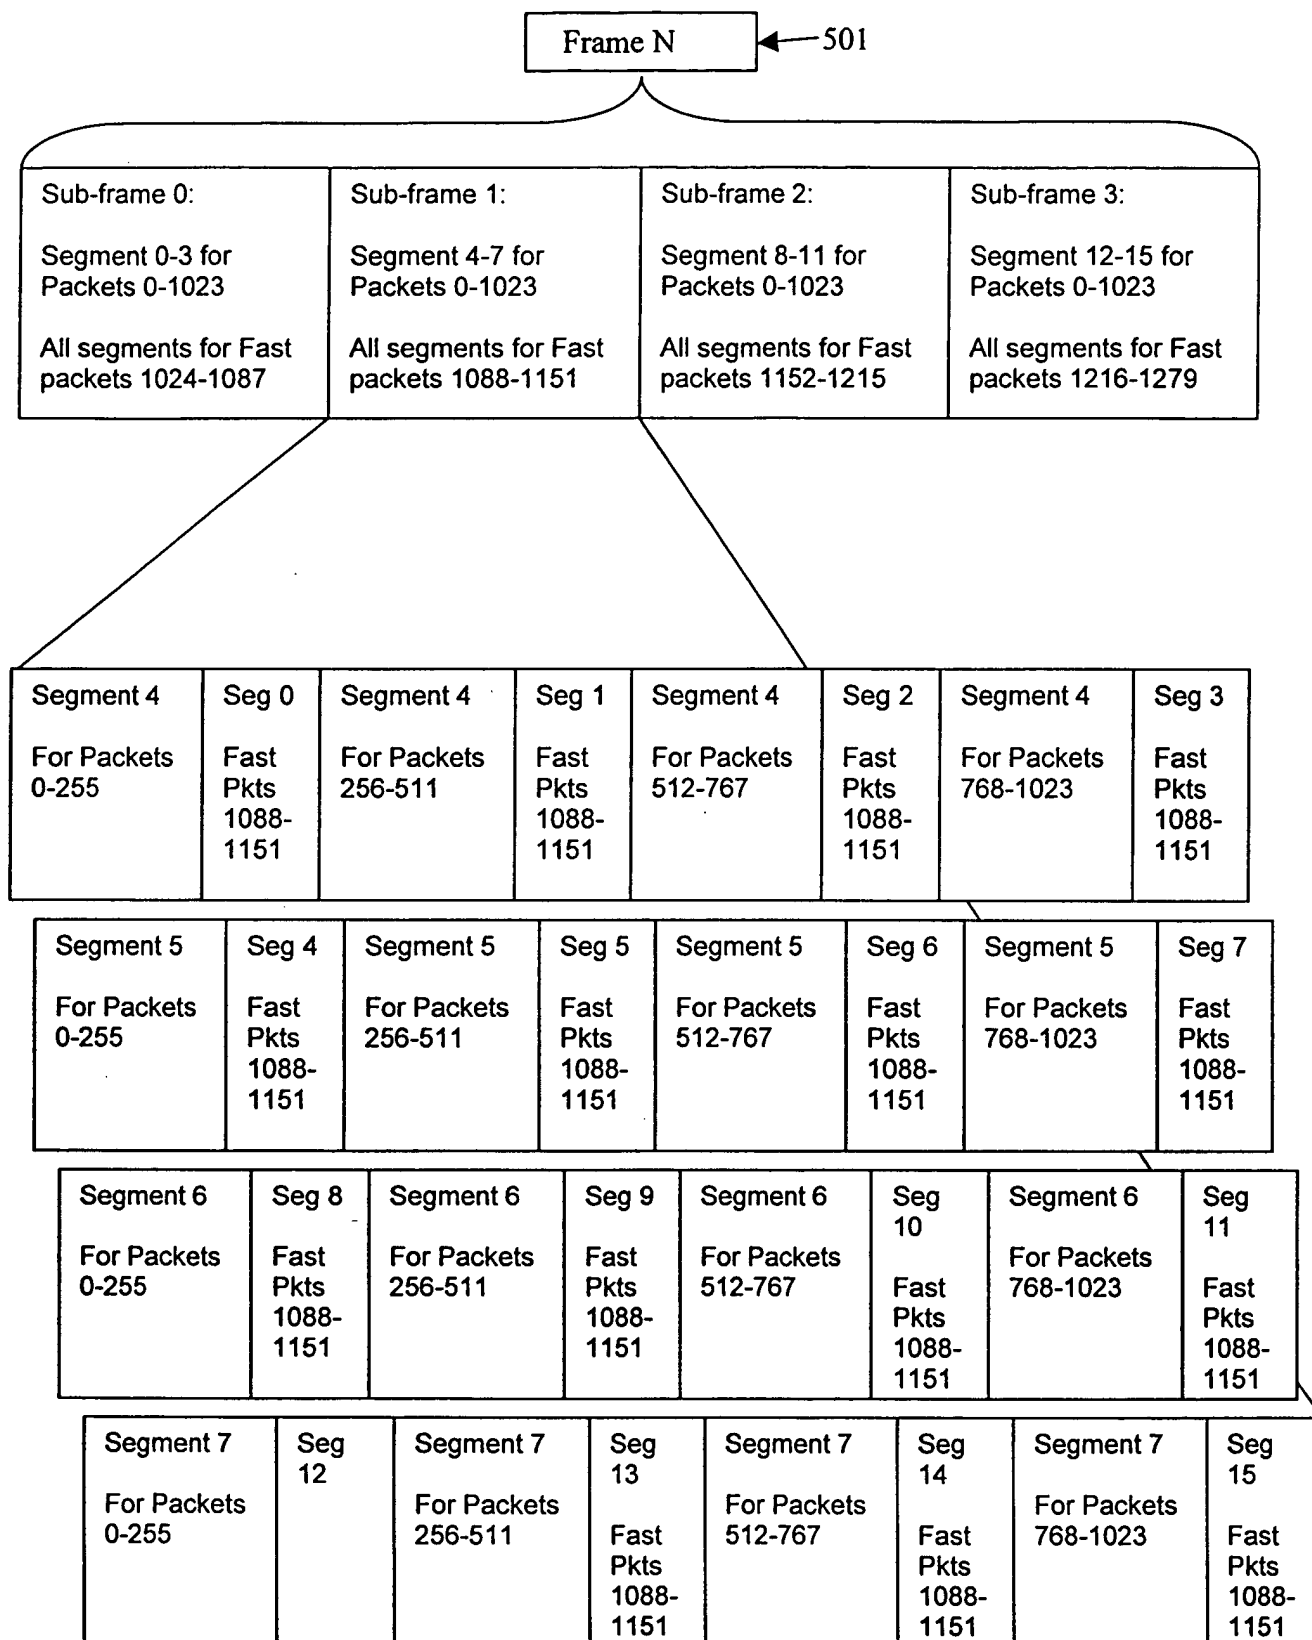 Frame N
501
Sub-frame 0:
Segment 0-3 for
Packets 0-1023
All segments for Fast
packets 1024-1087
Sub-frame 1:
Segment 4-7 for
Packets 0-1023
All segments for Fast
packets 1088-1151
Sub-frame 2:
Segment 8-11 for
Packets 0-1023
All segments for Fast
packets 1152-1215
Sub-frame 3:
Segment 12-15 for
Packets 0-1023
All segments for Fast
packets 1216-1279
Segment 4
For Packets
0-255
Seg 0
Fast
Pkts
1088-
1151
Segment 4
For Packets
256-511
Seg 1
Fast
Pkts
1088-
1151
Segment 4
For Packets
512-767
Seg 2
Fast
Pkts
1088-
1151
Segment 4
For Packets
768-1023
Seg 3
Fast
Pkts
1088-
1151
Segment 5
For Packets
0-255
Seg 4
Fast
Pkts
1088-
1151
Segment 5
For Packets
256-511
Seg 5
Fast
Pkts
1088-
1151
Segment 5
For Packets
512-767
Seg 6
Fast
Pkts
1088-
1151
Segment 5
For Packets
768-1023
Seg 7
Fast
Pkts
1088-
1151
Segment 6
For Packets
0-255
Seg 8
Fast
Pkts
1088-
1151
Segment 6
For Packets
256-511
Seg 9
Fast
Pkts
1088-
1151
Segment 6
For Packets
512-767
Seg
10
Fast
Pkts
1088-
1151
Segment 6
For Packets
768-1023
Seg
11
Fast
Pkts
1088-
1151
Segment 7
For Packets
0-255
Seg
12
Segment 7
For Packets
256-511
Seg
13
Fast
Pkts
1088-
1151
Segment 7
For Packets
512-767
Seg
14
Fast
Pkts
1088-
1151
Segment 7
For Packets
768-1023
Seg
15
Fast
Pkts
1088-
1151